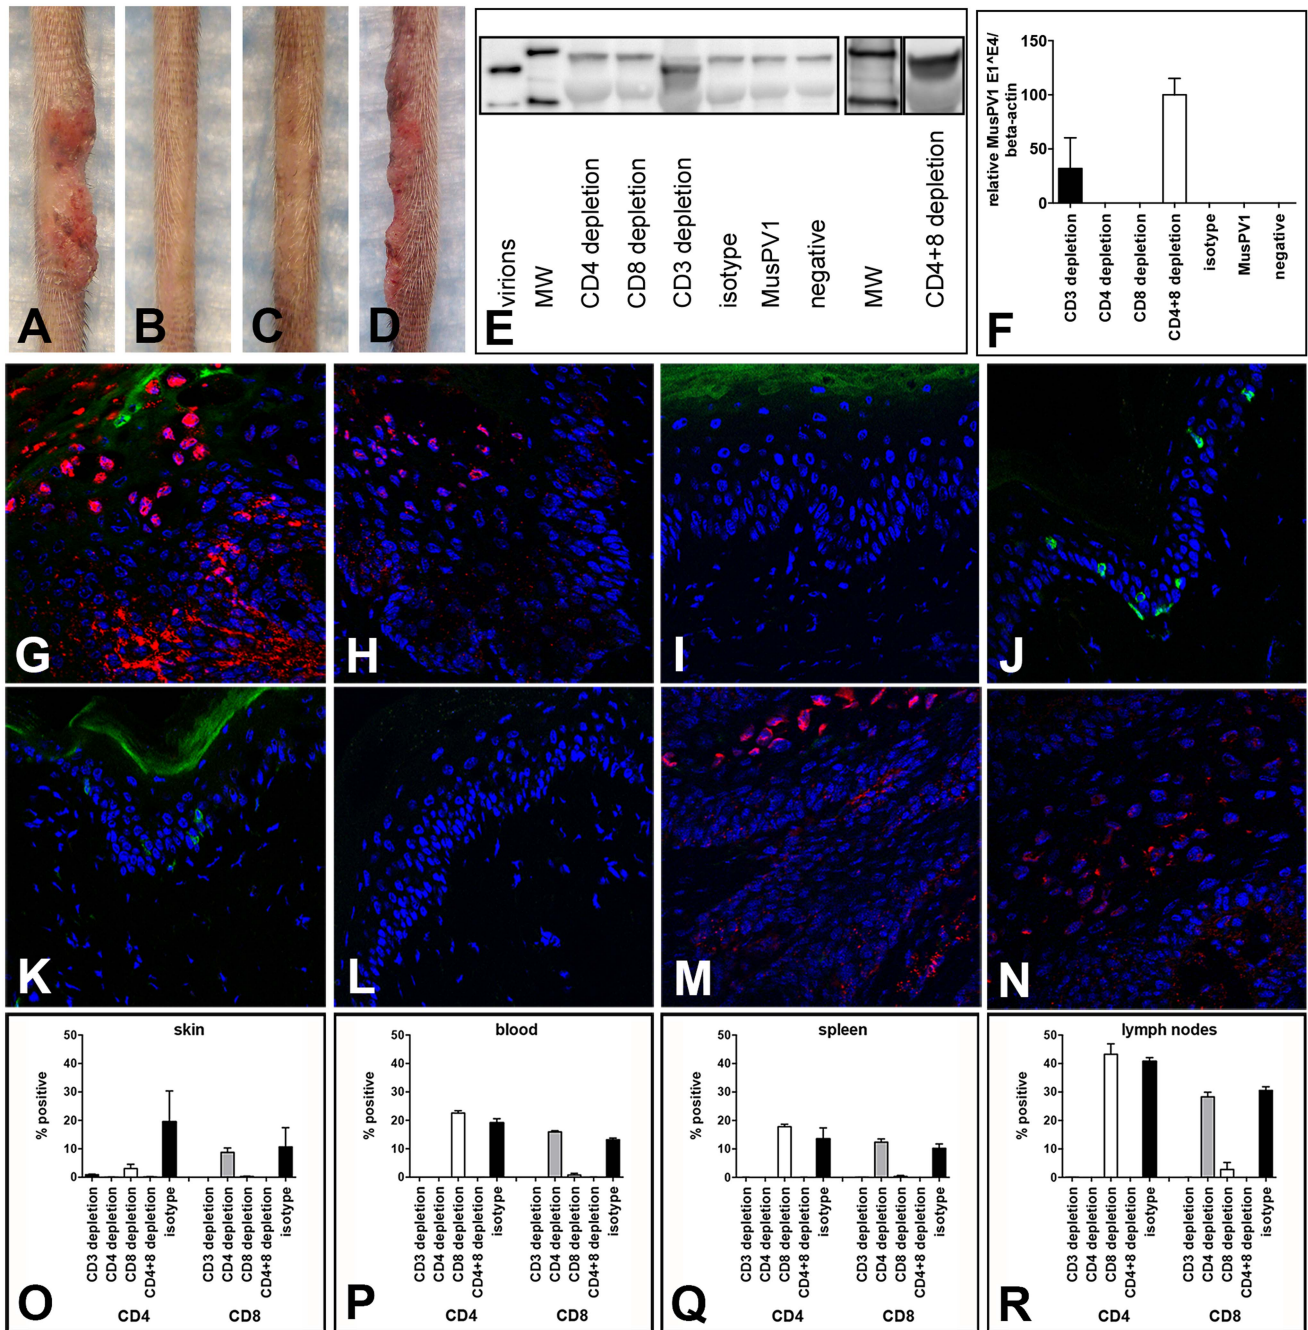 A
B
C
D
E
virions
MW
CD4 depletion
CD8 depletion
CD3 depletion
isotype
MusPV1
negative
MW
CD4+8 depletion
F
relative MusPV1 E1^E4/
beta-actin
150
100
50
0
CD3 depletion
CD4 depletion
CD8 depletion
CD4+8 depletion
isotype
MusPV1
negative
G
H
I
J
K
L
M
N
O
skin
% positive
50
40
30
20
10
0
CD3 depletion
CD4 depletion
CD8 depletion
CD4+8 depletion
isotype
CD3 depletion
CD4 depletion
CD8 depletion
CD4+8 depletion
isotype
CD4
CD8
P
blood
% positive
50
40
30
20
10
0
CD3 depletion
CD4 depletion
CD8 depletion
CD4+8 depletion
isotype
CD3 depletion
CD4 depletion
CD8 depletion
CD4+8 depletion
isotype
CD4
CD8
Q
spleen
% positive
50
40
30
20
10
0
CD3 depletion
CD4 depletion
CD8 depletion
CD4+8 depletion
isotype
CD3 depletion
CD4 depletion
CD8 depletion
CD4+8 depletion
isotype
CD4
CD8
R
lymph nodes
% positive
50
40
30
20
10
0
CD3 depletion
CD4 depletion
CD8 depletion
CD4+8 depletion
isotype
CD3 depletion
CD4 depletion
CD8 depletion
CD4+8 depletion
isotype
CD4
CD8